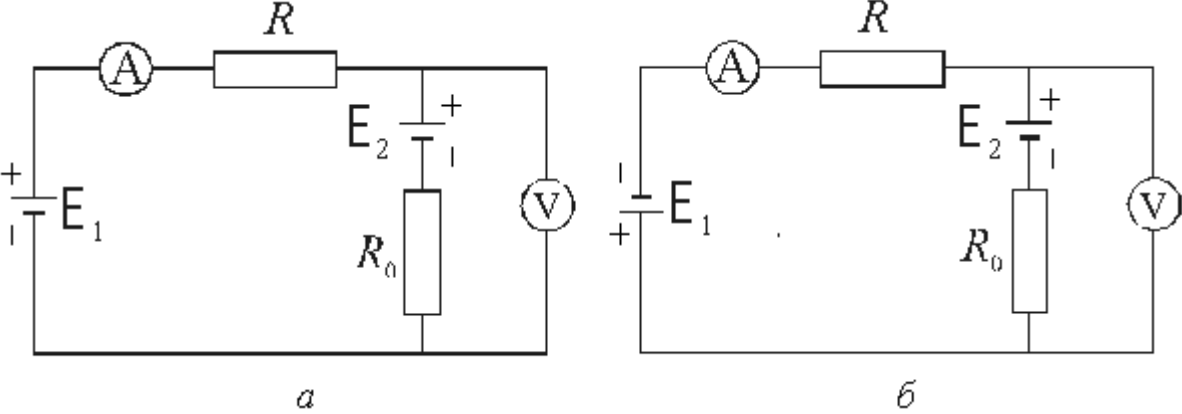 R R
A A
E₂ + − E₂ + −
+ E₁ − − E₁ +
V V
R₀ R₀
а б